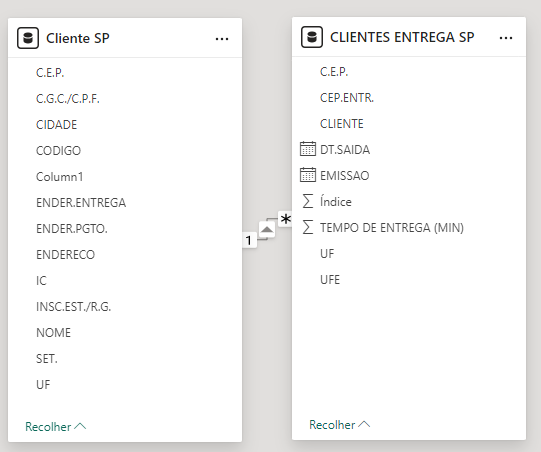 Cliente SP
C.E.P.
C.G.C./C.P.F.
CIDADE
CODIGO
Column1
ENDER.ENTREGA
ENDER.PGTO.
ENDERECO
IC
INSC.EST./R.G.
NOME
SET.
UF
Recolher
1
*
CLIENTES ENTREGA SP
C.E.P.
CEP.ENTR.
CLIENTE
DT.SAIDA
EMISSAO
Índice
TEMPO DE ENTREGA (MIN)
UF
UFE
Recolher